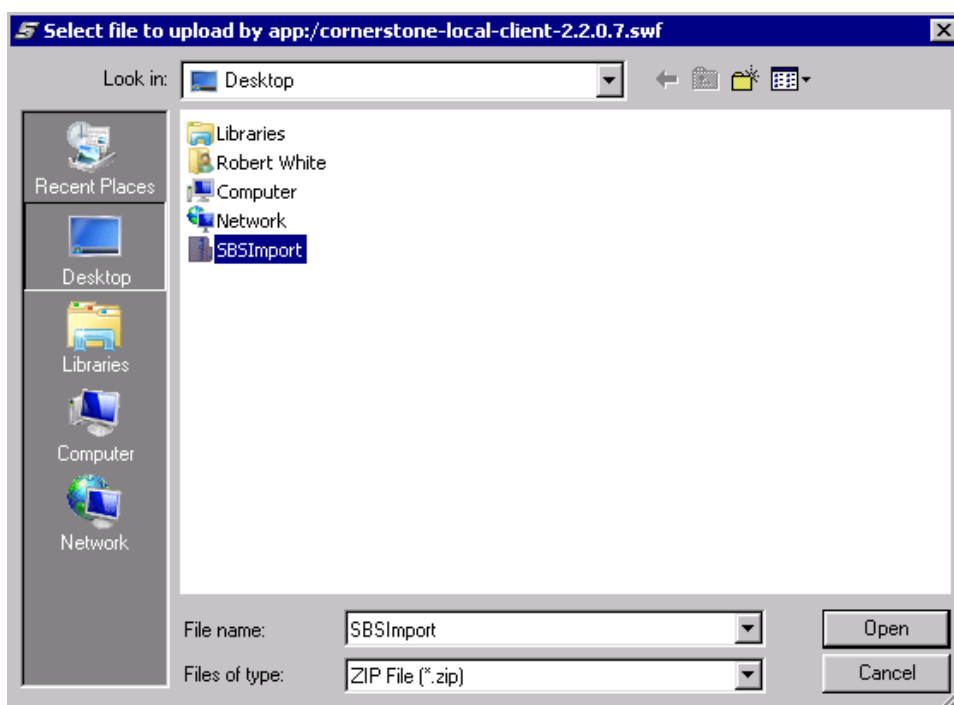 Select file to upload by app:/cornerstone-local-client-2.2.0.7.swf
Look in: Desktop
Recent Places
Desktop
Libraries
Computer
Network
Libraries
Robert White
Computer
Network
SBSImport
File name: SBSImport Open
Files of type: ZIP File (*.zip) Cancel